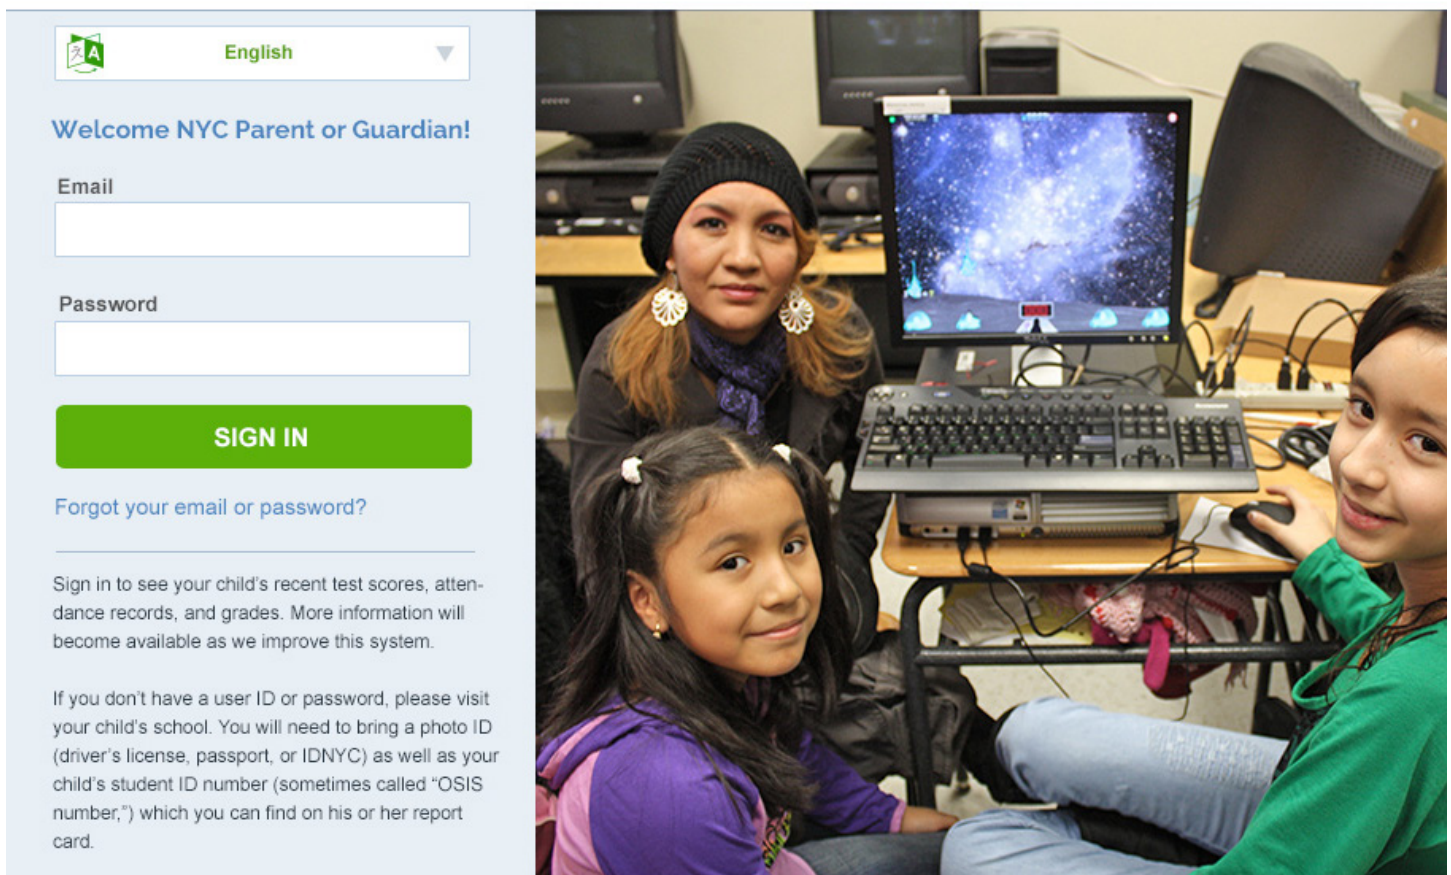 English
Welcome NYC Parent or Guardian!
Email
Password
SIGN IN
Forgot your email or password?
Sign in to see your child’s recent test scores, atten-
dance records, and grades. More information will
become available as we improve this system.
If you don’t have a user ID or password, please visit
your child’s school. You will need to bring a photo ID
(driver’s license, passport, or IDNYC) as well as your
child’s student ID number (sometimes called “OSIS
number,”) which you can find on his or her report
card.